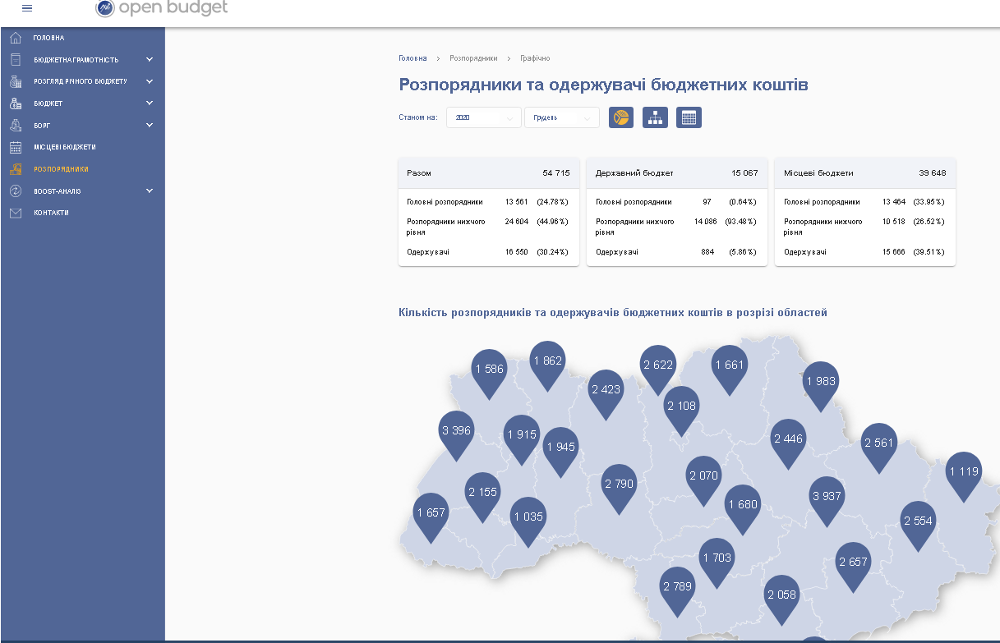 open budget
ГОЛОВНА
БЮДЖЕТНА ГРАМОТНІСТЬ
РОЗГЛЯД РІЧНОГО БЮДЖЕТУ
БЮДЖЕТ
БОРГ
МІСЦЕВІ БЮДЖЕТИ
РОЗПОРЯДНИКИ
BOOST-АНАЛІЗ
КОНТАКТИ
Головна > Розпорядники > Графічно
Розпорядники та одержувачі бюджетних коштів
Станом на: 2020 Грудень
Разом 54 715
Головні розпорядники 13 561 (24.78%)
Розпорядники нижчого 24 604 (44.96%)
рівня
Одержувачі 16 550 (30.24%)
Державний бюджет 15 067
Головні розпорядники 97 (0.64%)
Розпорядники нижчого 14 086 (93.48%)
рівня
Одержувачі 884 (5.86%)
Місцеві бюджети 39 648
Головні розпорядники 13 464 (33.95%)
Розпорядники нижчого 10 518 (26.52%)
рівня
Одержувачі 15 666 (39.51%)
Кількість розпорядників та одержувачів бюджетних коштів в розрізі областей
1 586
1 862
2 423
2 622
1 661
2 108
1 983
3 396
1 915
1 945
2 446
2 561
1 119
2 155
2 790
2 070
1 680
3 937
1 657
1 035
2 554
1 703
2 657
2 789
2 058